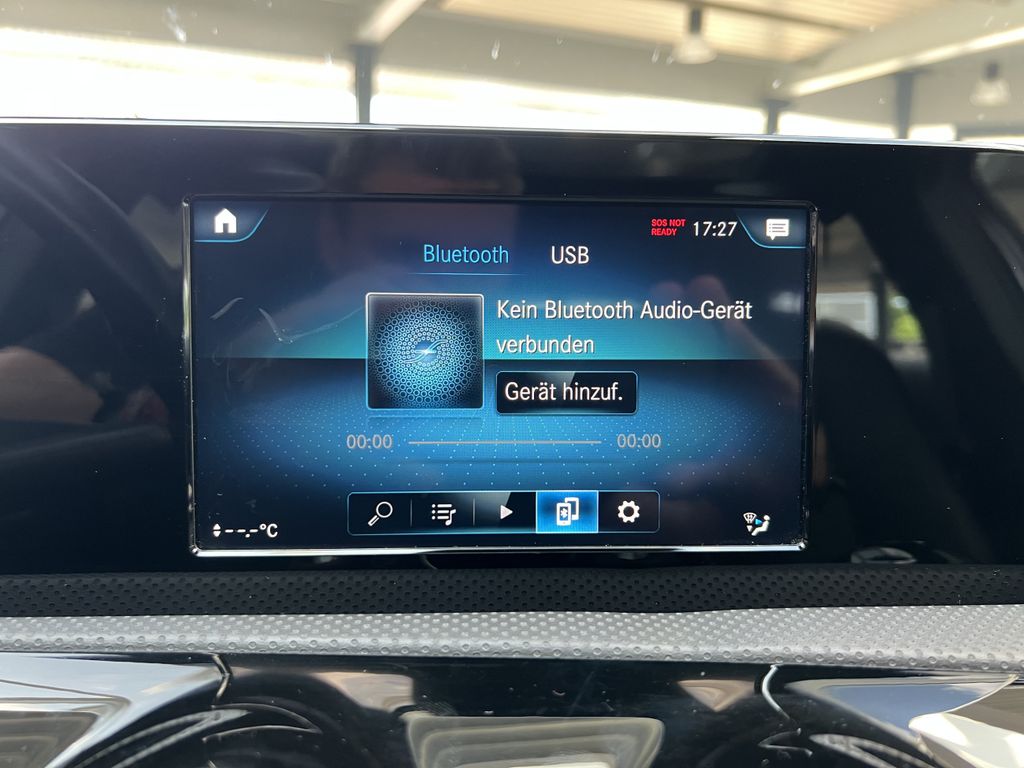 SOS NOT
READY
17:27
Bluetooth USB
Kein Bluetooth Audio-Gerät
verbunden
Gerät hinzuf.
00:00 00:00
--.-°C